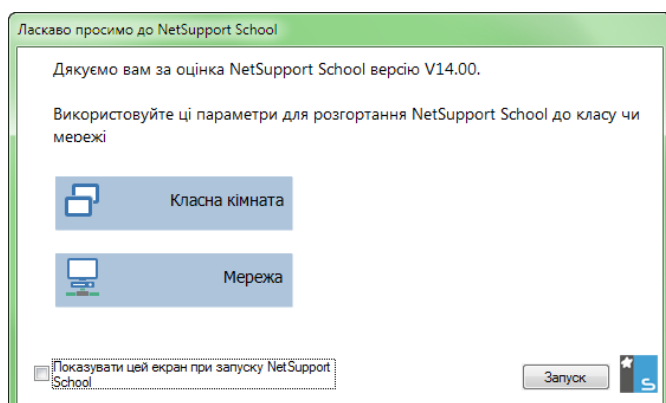 Ласкаво просимо до NetSupport School
Дякуємо вам за оцінка NetSupport School версію V14.00.
Використовуйте ці параметри для розгортання NetSupport School до класу чи
мережі
Класна кімната
Мережа
Показувати цей екран при запуску NetSupport
School
Запуск
S